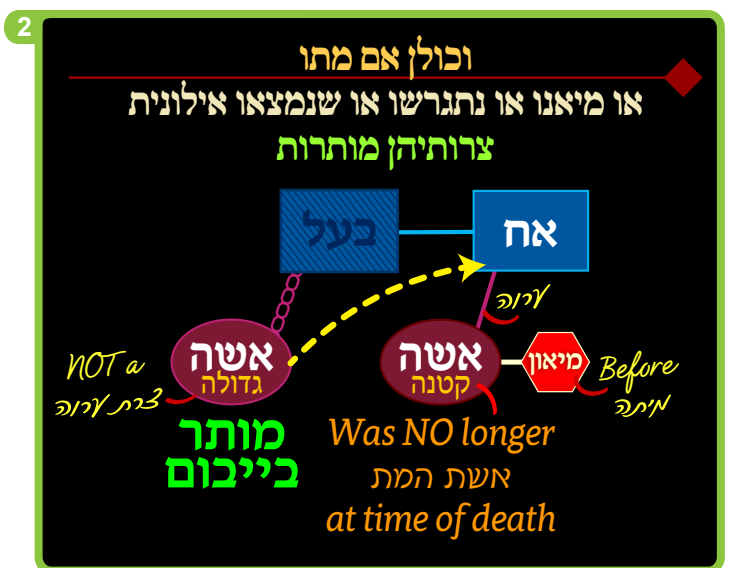 2
וכולן אם מתו
או מיאנו או נתגרשו או שנמצאו אילונית
צרותיהן מותרות
בעל
אח
ערוה
אשה
גדולה
אשה
קטנה
מיאון
NOT a
צרת ערוה
Before
מיתה
מותר
בייבום
Was NO longer
אשת המת
at time of death